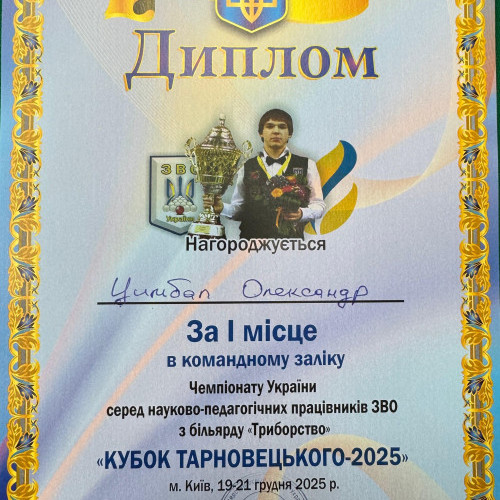 Диплом
ЗВО
України
Нагороджується
Цимбал Олександр
За І місце
в командному заліку
Чемпіонату України
серед науково-педагогічних працівників ЗВО
з більярду «Триборство»
«КУБОК ТАРНОВЕЦЬКОГО-2025»
м. Київ, 19-21 грудня 2025 р.